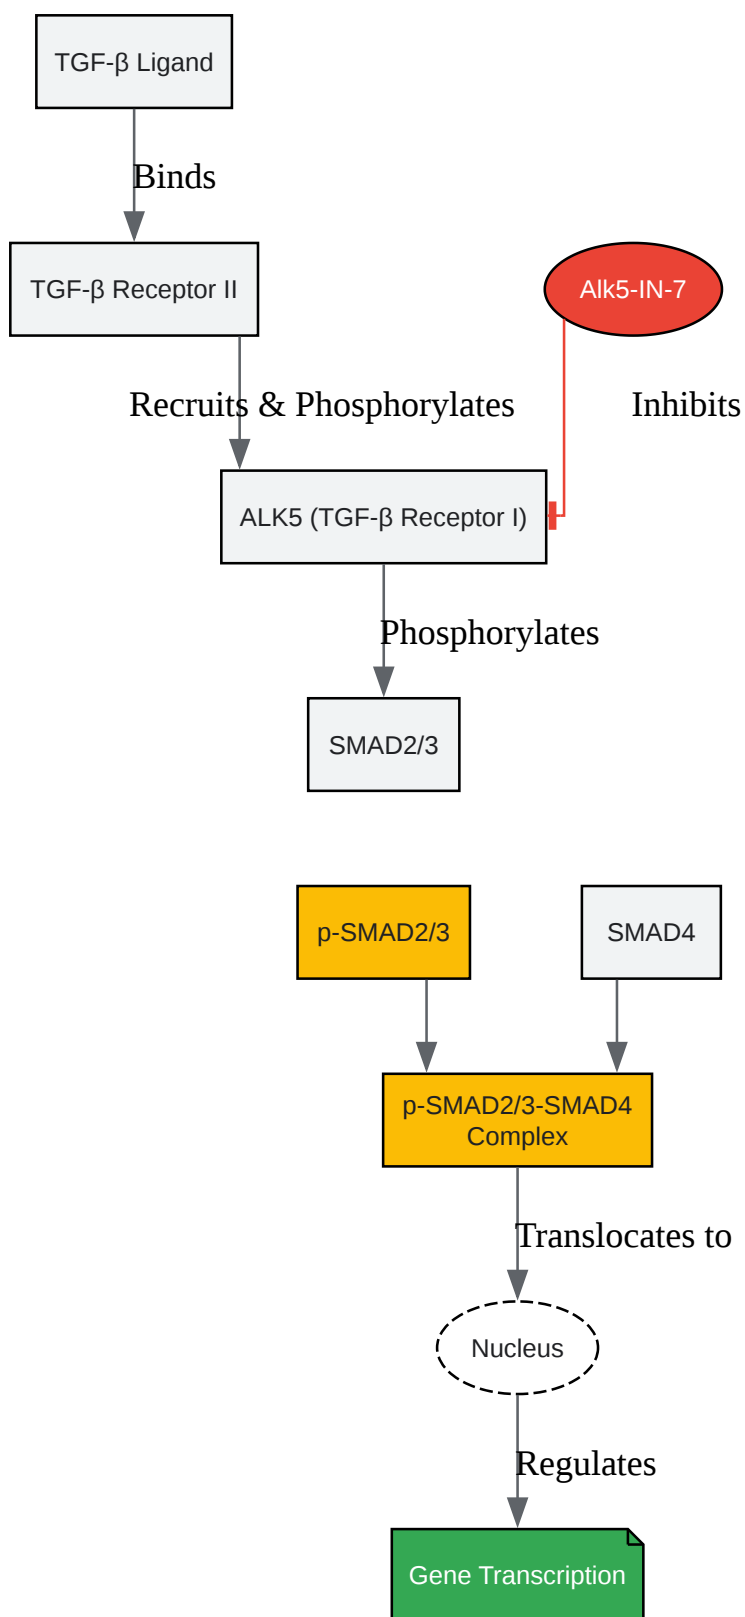 TGF-β Ligand
Binds
TGF-β Receptor II
Alk5-IN-7
Recruits & Phosphorylates
Inhibits
ALK5 (TGF-β Receptor I)
Phosphorylates
SMAD2/3
p-SMAD2/3
SMAD4
p-SMAD2/3-SMAD4
Complex
Translocates to
Nucleus
Regulates
Gene Transcription